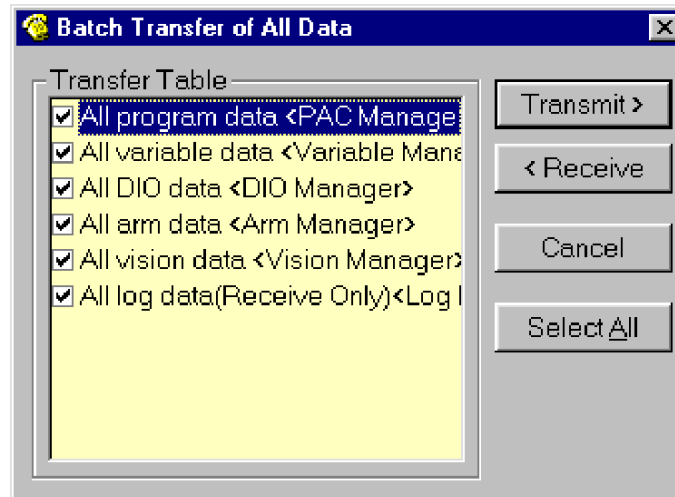 Batch Transfer of All Data
Transfer Table
All program data <PAC Manage
All variable data <Variable Mana
All DIO data <DIO Manager>
All arm data <Arm Manager>
All vision data <Vision Manager>
All log data(Receive Only)<Log
Transmit >
< Receive
Cancel
Select All